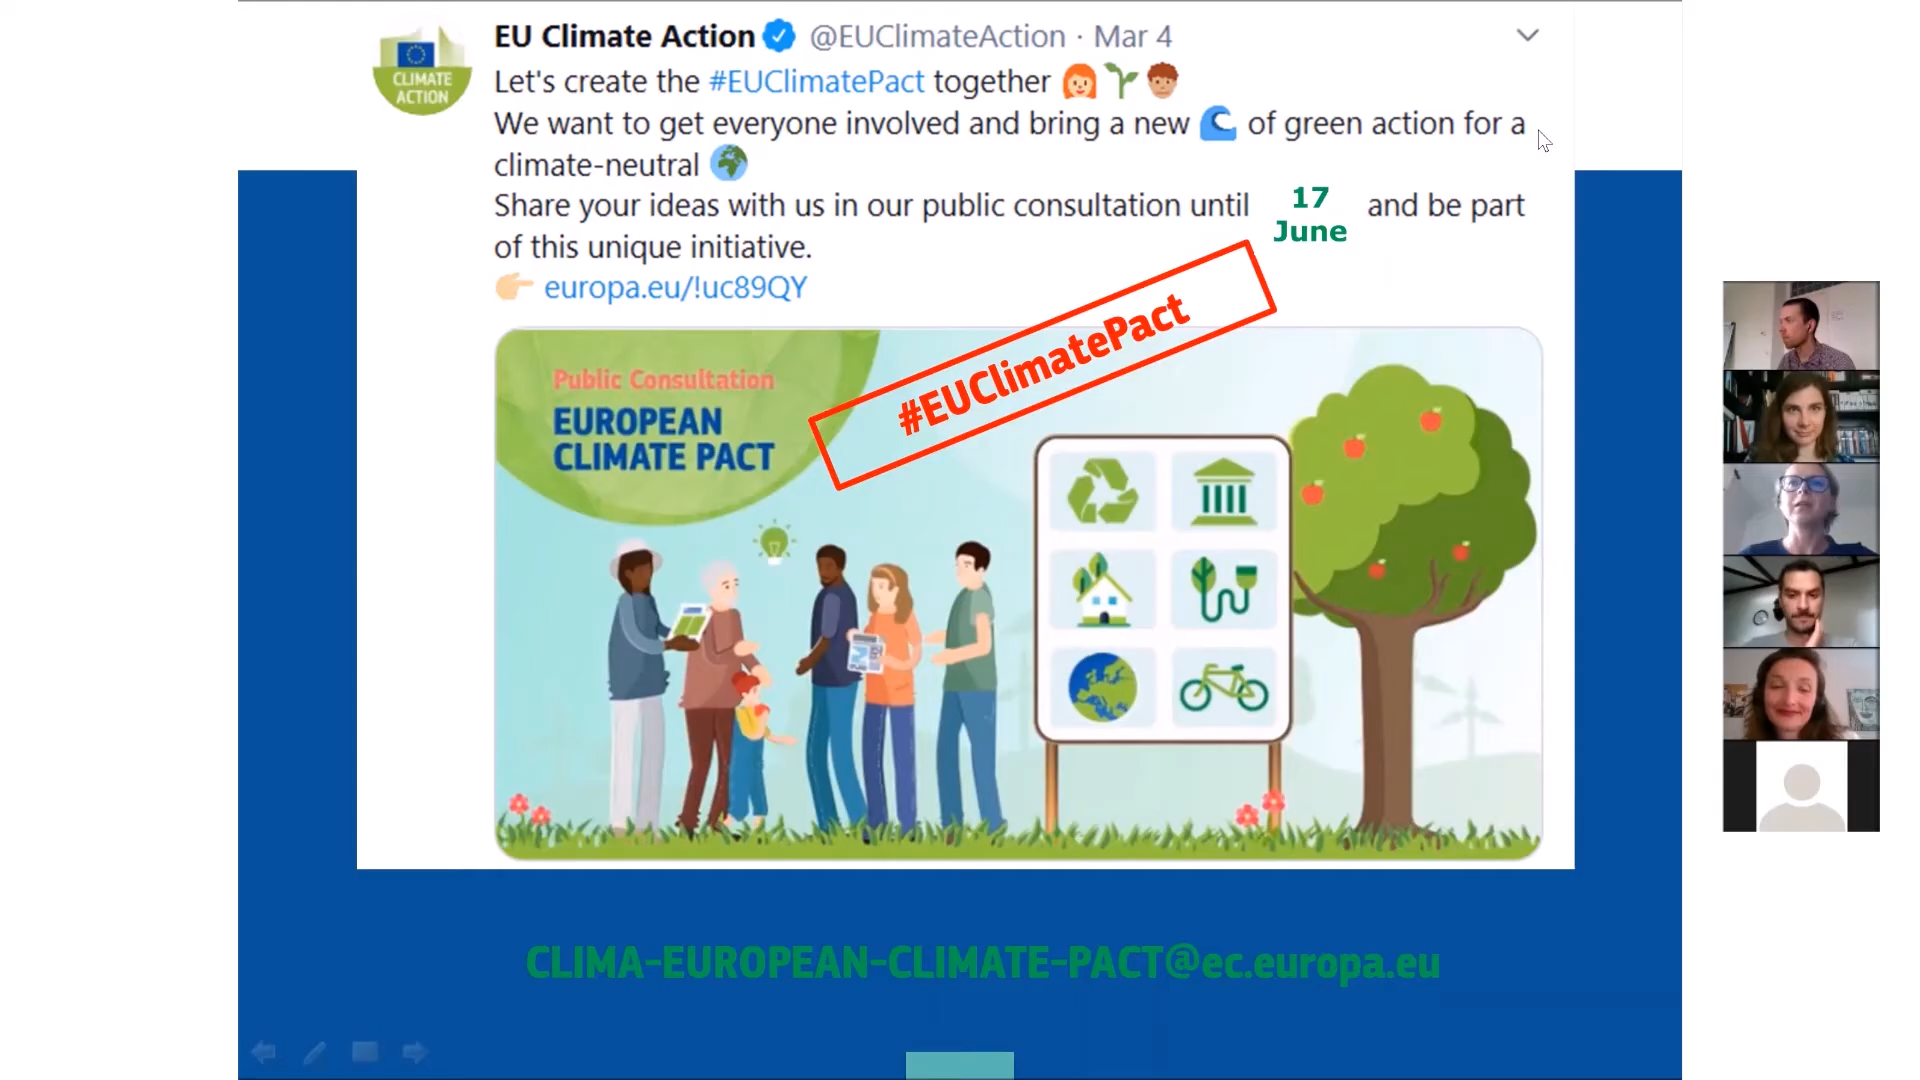 EU Climate Action @EUClimateAction · Mar 4
CLIMATE
ACTION
Let's create the #EUClimatePact together
We want to get everyone involved and bring a new of green action for a
climate-neutral
Share your ideas with us in our public consultation until 17 June and be part
of this unique initiative.
europa.eu/!uc89QY
#EUClimatePact
Public Consultation
EUROPEAN
CLIMATE PACT
CLIMA-EUROPEAN-CLIMATE-PACT@ec.europa.eu